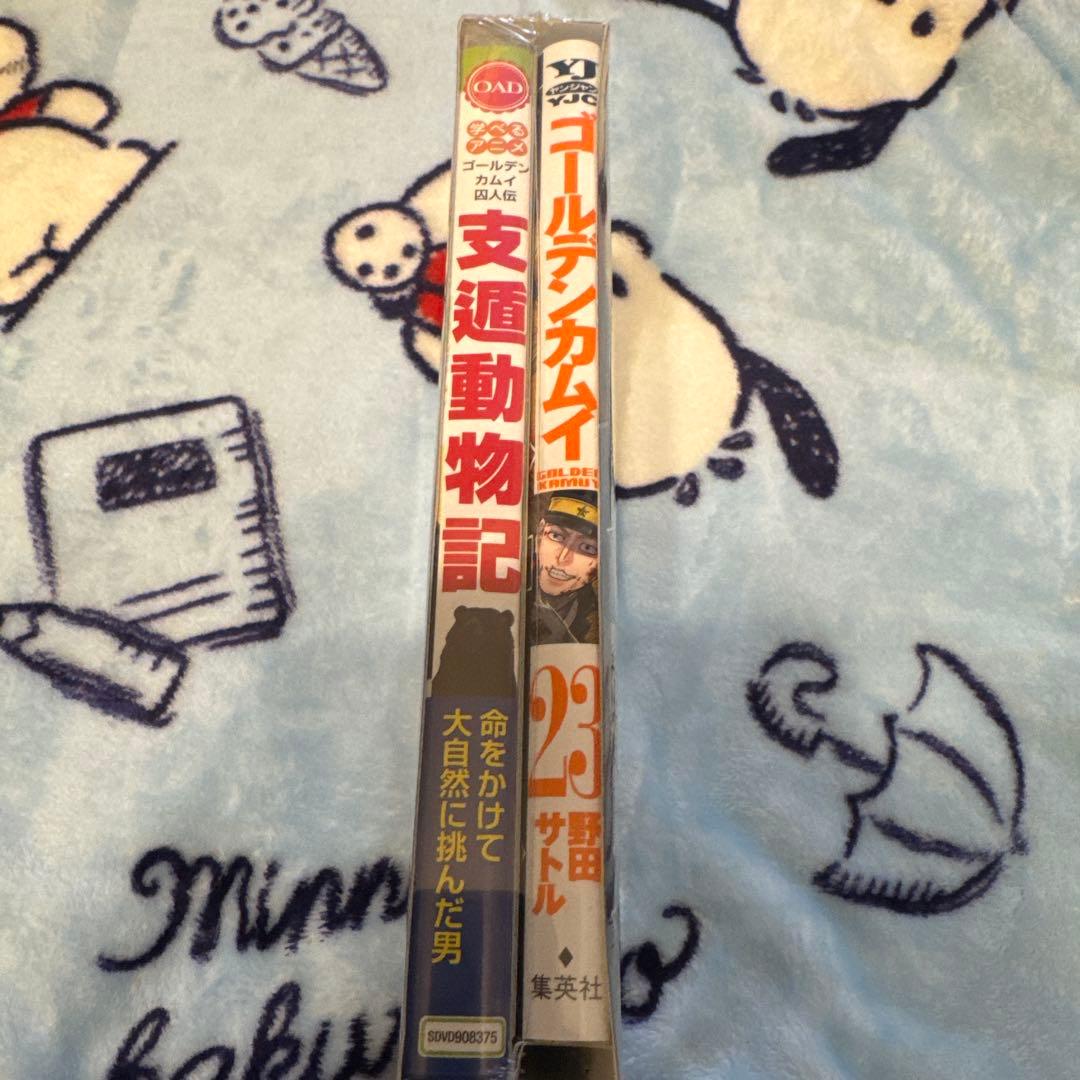 OAD
学べる
アニメ
ゴールデン
カムイ
囚人伝
支遁動物記
命をかけて
大自然に挑んだ男
SDVD908375
YJ
ヤンジャン
YJC
ゴールデンカムイ
GOLDEN
KAMUY
23
野田
サトル
集英社
Minn